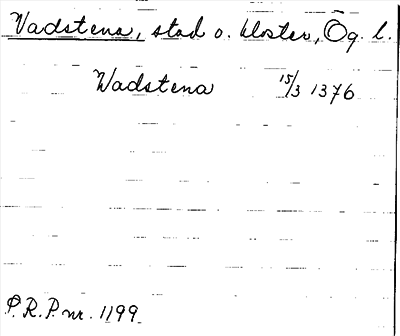 Vadstena, stad o. kloster, Ög. l.
Wadstena 15/3 1376
P.R.P. nr. 1199.